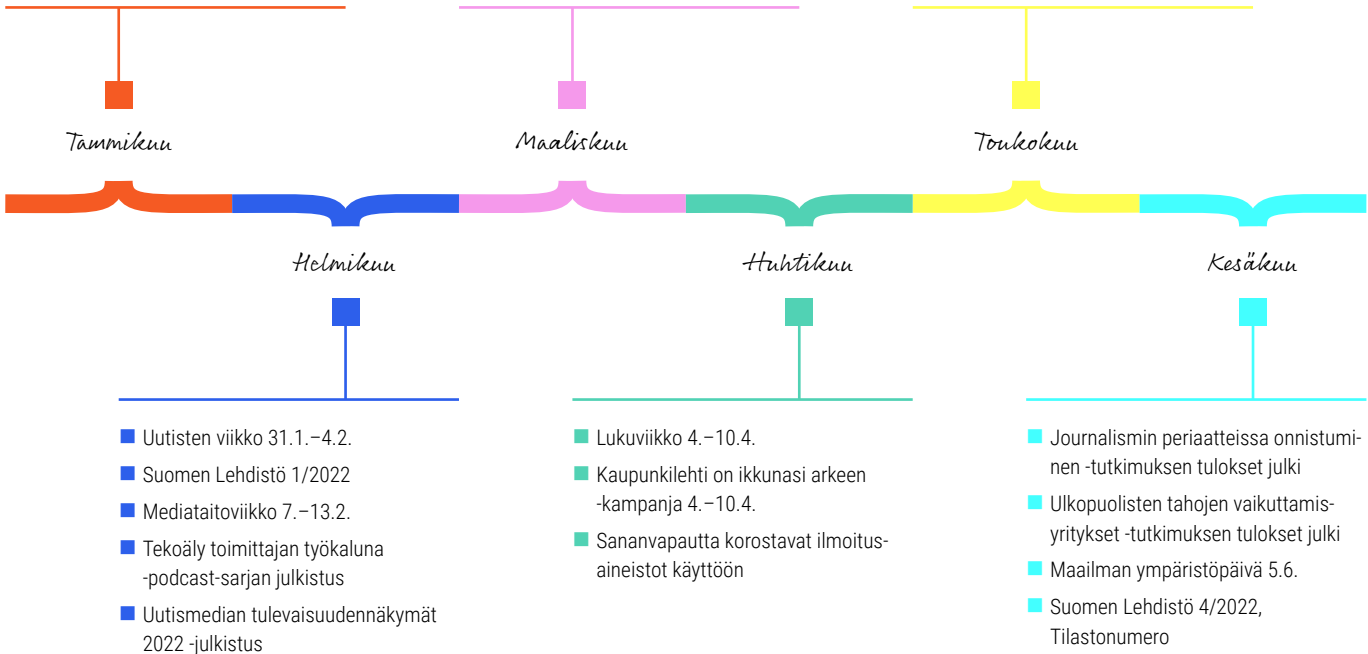 Tammikuu
Maaliskuu
Toukokuu
Helmikuu
Huhtikuu
Kesäkuu
Uutisten viikko 31.1.–4.2.
Suomen Lehdistö 1/2022
Mediataitoviikko 7.–13.2.
Tekoäly toimittajan työkaluna
-podcast-sarjan julkistus
Uutismedian tulevaisuudennäkymät
2022 -julkistus
Lukuviikko 4.–10.4.
Kaupunkilehti on ikkunasi arkeen
-kampanja 4.–10.4.
Sananvapautta korostavat ilmoitus-
aineistot käyttöön
Journalismin periaatteissa onnistumi-
nen -tutkimuksen tulokset julki
Ulkopuolisten tahojen vaikuttamis-
yritykset -tutkimuksen tulokset julki
Maailman ympäristöpäivä 5.6.
Suomen Lehdistö 4/2022,
Tilastonumero